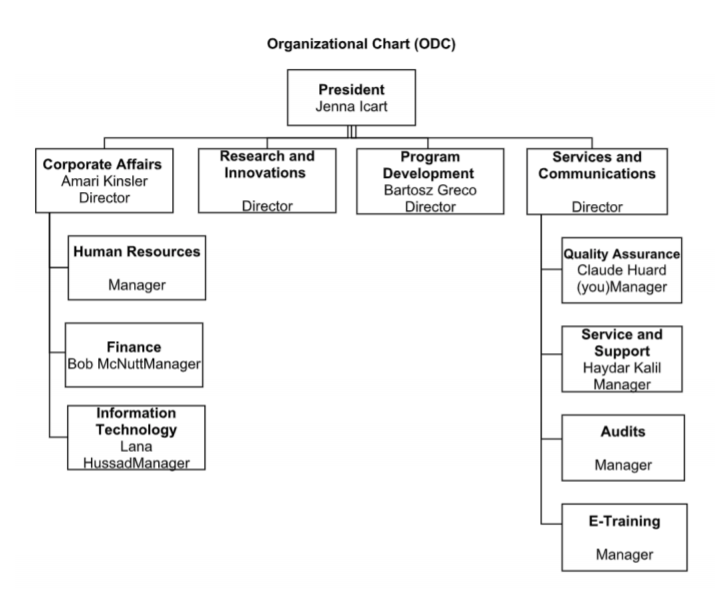 Organizational Chart (ODC)
President
Jenna Icart
Corporate Affairs
Amari Kinsler
Director
Research and
Innovations
Director
Program
Development
Bartosz Greco
Director
Services and
Communications
Director
Human Resources
Manager
Finance
Bob McNuttManager
Information
Technology
Lana
HussadManager
Quality Assurance
Claude Huard
(you)Manager
Service and
Support
Haydar Kalil
Manager
Audits
Manager
E-Training
Manager